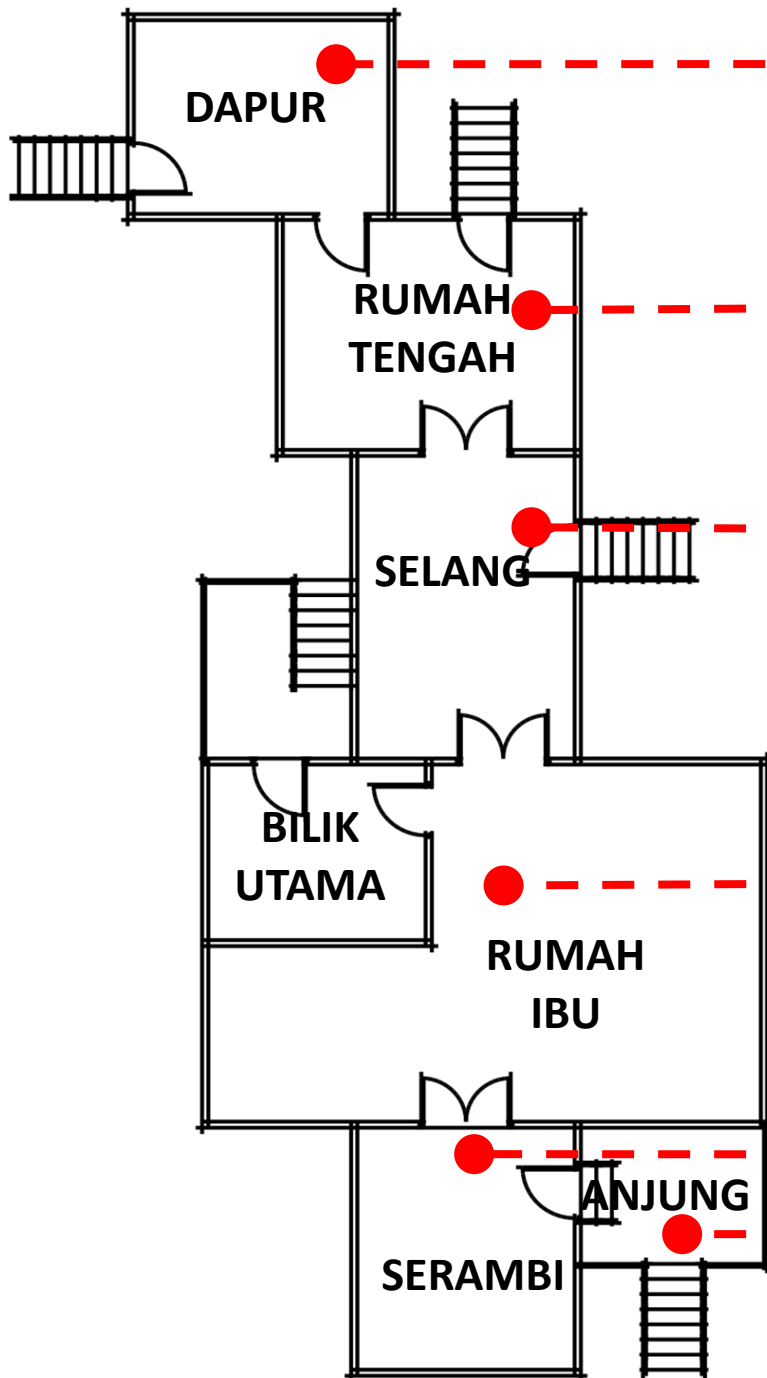 DAPUR
RUMAH
TENGAH
SELANG
BILIK
UTAMA
RUMAH
IBU
ANJUNG
SERAMBI